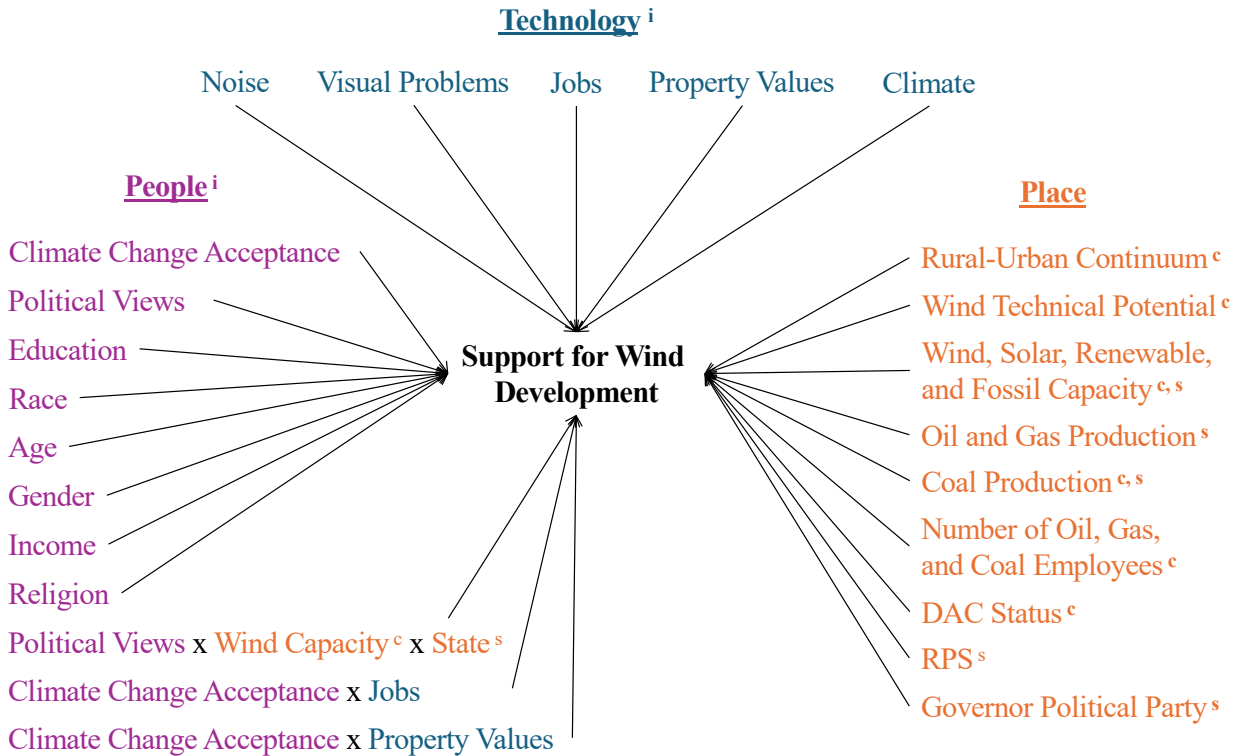 Technology i
Noise Visual Problems Jobs Property Values Climate
People i
Climate Change Acceptance
Political Views
Education
Race
Age
Gender
Income
Religion
Political Views x Wind Capacity c x State s
Climate Change Acceptance x Jobs
Climate Change Acceptance x Property Values
Support for Wind
Development
Place
Rural-Urban Continuum c
Wind Technical Potential c
Wind, Solar, Renewable,
and Fossil Capacity c, s
Oil and Gas Production s
Coal Production c, s
Number of Oil, Gas,
and Coal Employees c
DAC Status c
RPS s
Governor Political Party s